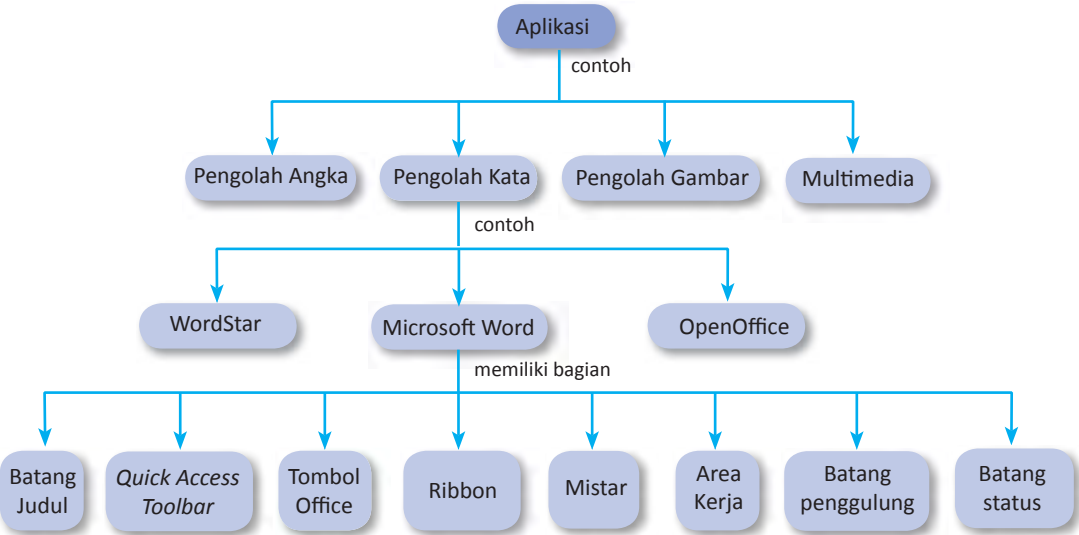 Aplikasi
contoh
Pengolah Angka
Pengolah Kata
Pengolah Gambar
Multimedia
contoh
WordStar
Microsoft Word
OpenOffice
memiliki bagian
Batang
Judul
Quick Access
Toolbar
Tombol
Office
Ribbon
Mistar
Area
Kerja
Batang
penggulung
Batang
status